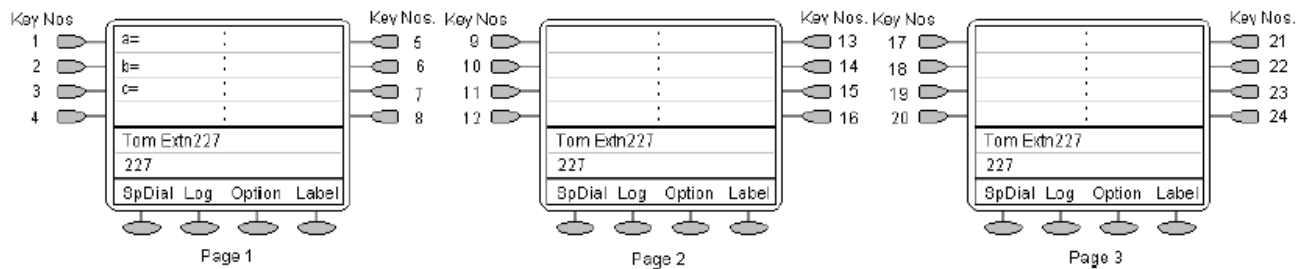 Key Nos Key Nos.
1 a= : 5
2 b= : 6
3 c= : 7
4 : 8
Tom Extn227
227
SpDial Log Option Label
Page 1
Key Nos Key Nos.
9 : 13
10 : 14
11 : 15
12 : 16
Tom Extn227
227
SpDial Log Option Label
Page 2
Key Nos Key Nos.
17 : 21
18 : 22
19 : 23
20 : 24
Tom Extn227
227
SpDial Log Option Label
Page 3